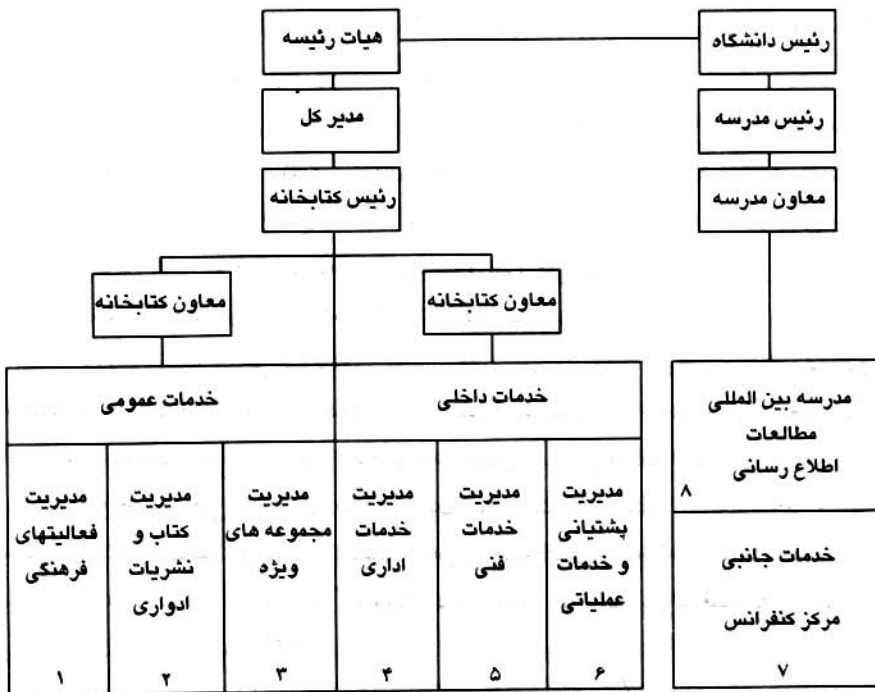 رئیس دانشگاه
هیات رئیسه
رئیس مدرسه
مدیر کل
معاون مدرسه
رئیس کتابخانه
معاون کتابخانه
معاون کتابخانه
مدرسه بین المللی
مطالعات
اطلاع رسانی
۸
خدمات جانبی
مرکز کنفرانس
۷
خدمات داخلی
خدمات عمومی
مدیریت
پشتیانی
و خدمات
عملیاتی
۶
مدیریت
خدمات
فنی
۵
مدیریت
خدمات
اداری
۴
مدیریت
مجموعه های
ویژه
۳
مدیریت
کتاب و
نشریات
ادواری
۲
مدیریت
فعالیتهای
فرهنگی
۱